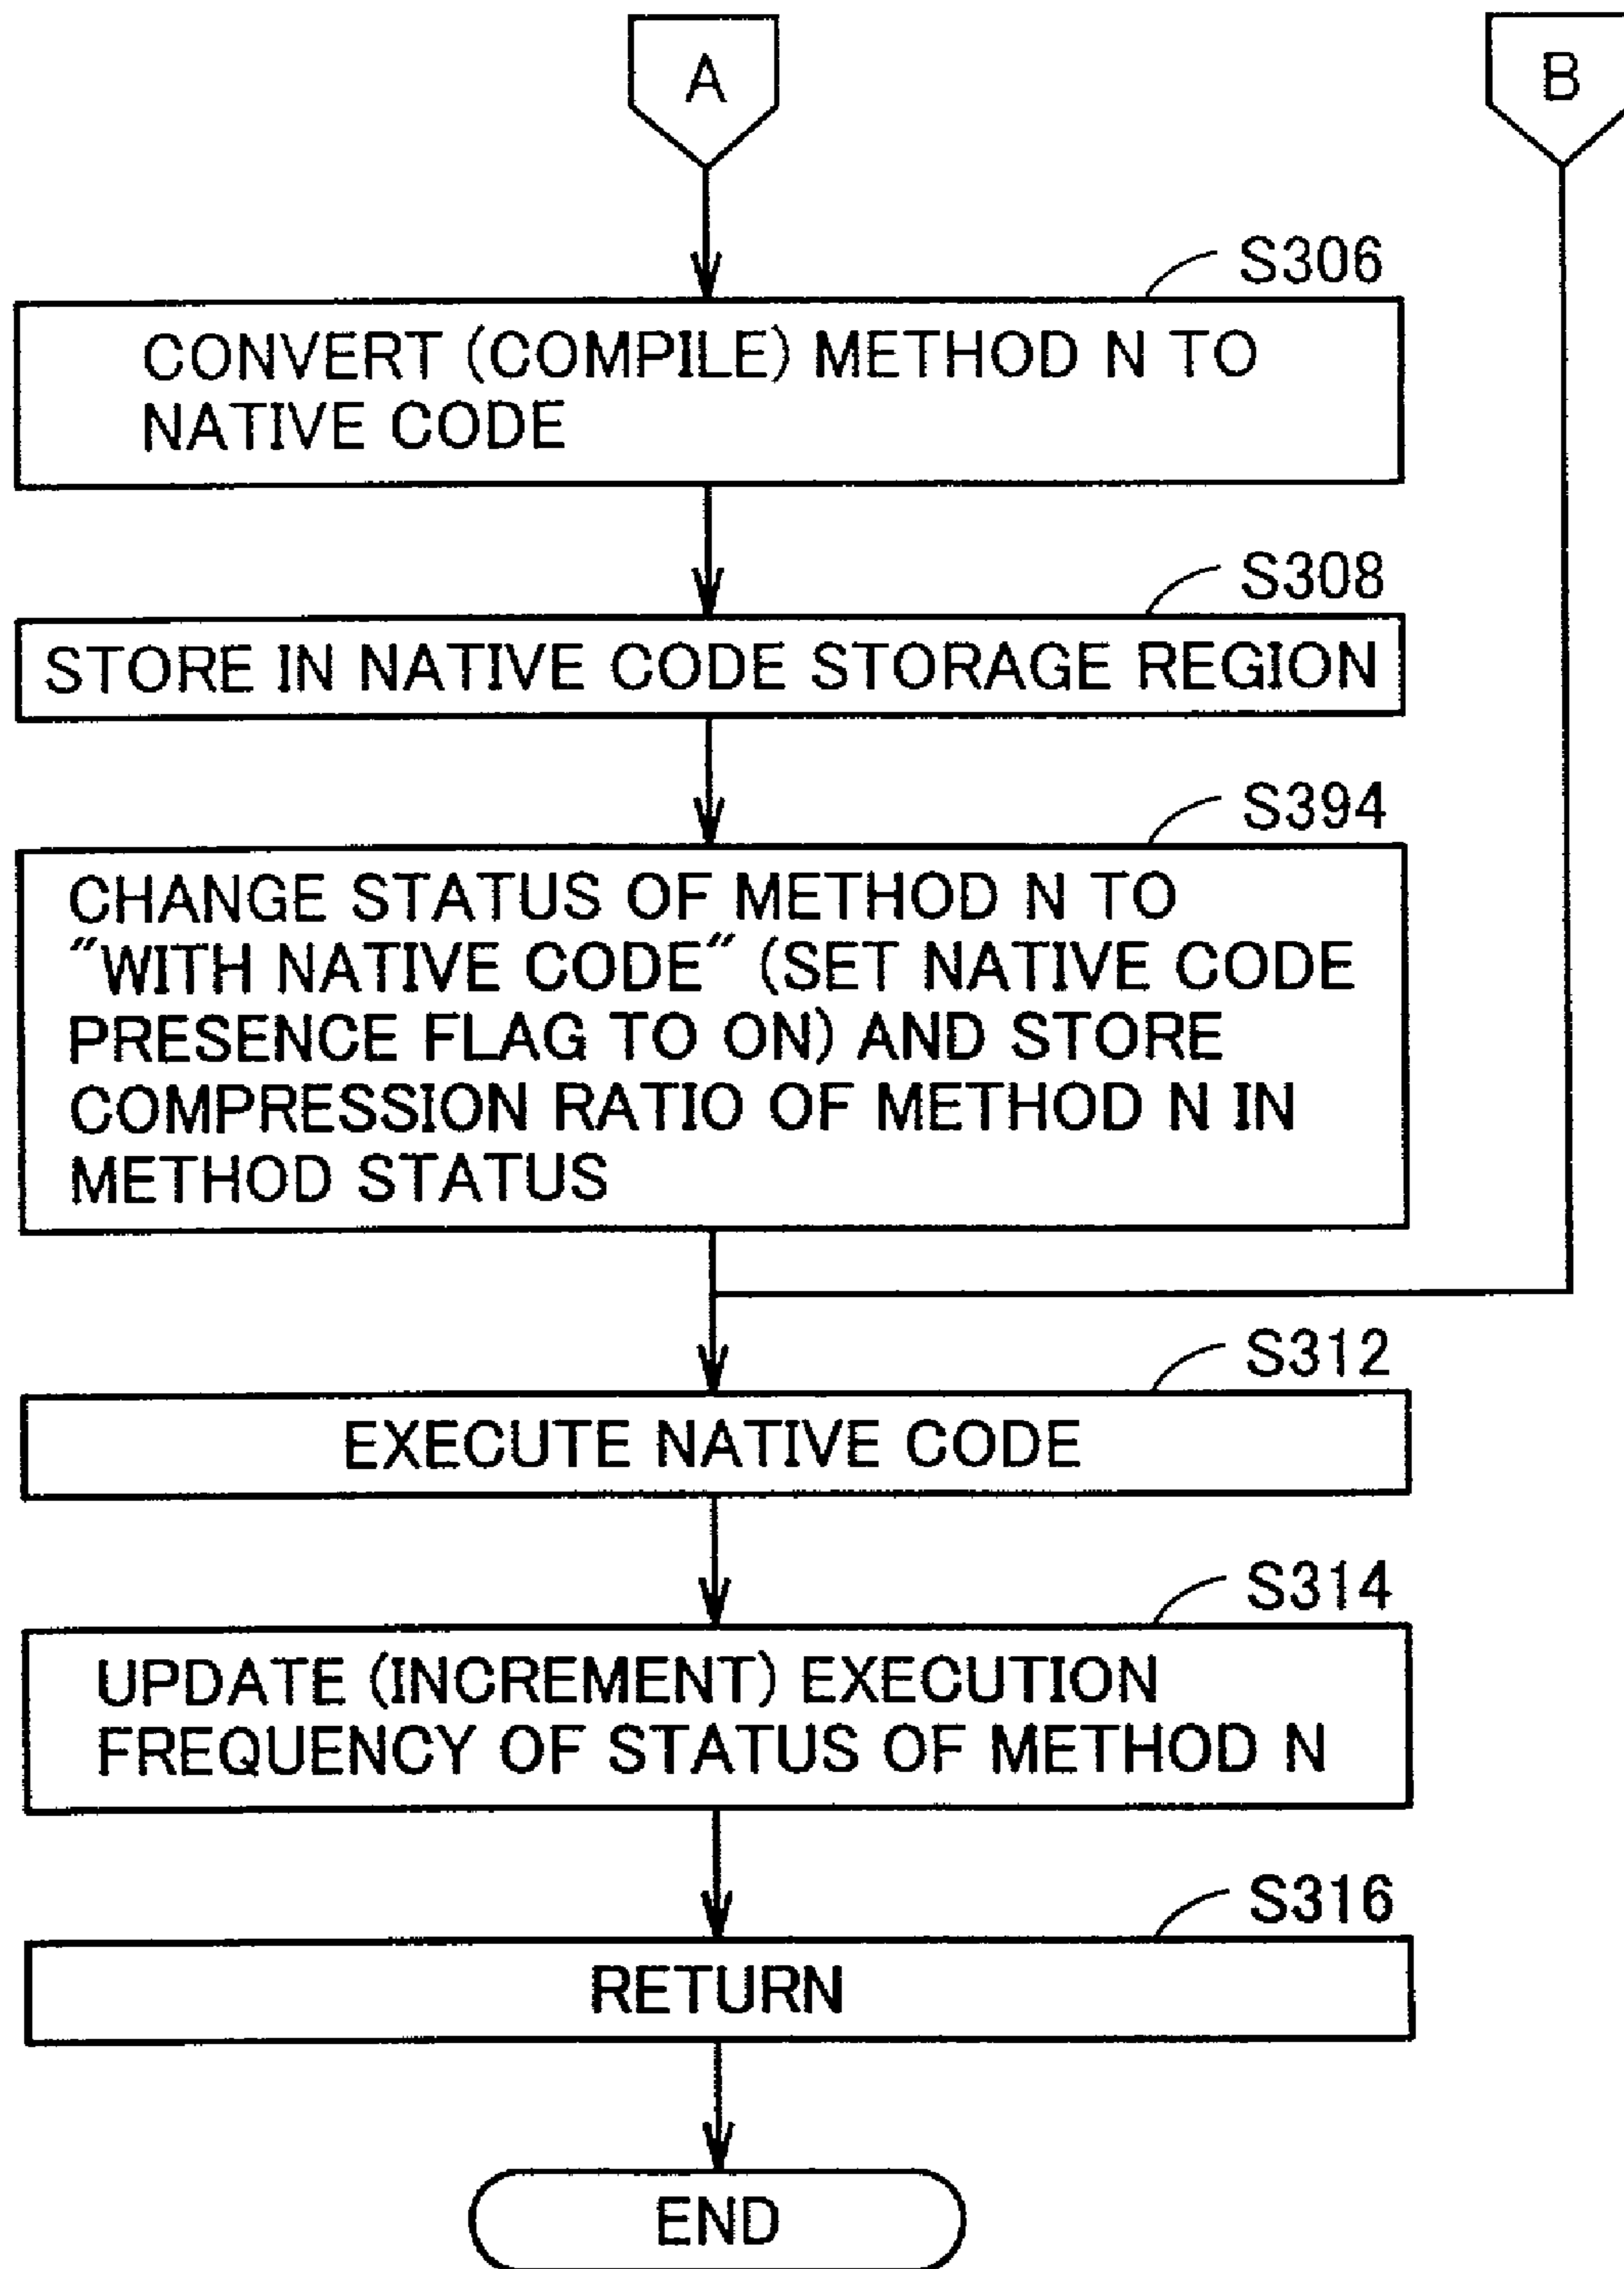 A
B
S306
CONVERT (COMPILE) METHOD N TO
NATIVE CODE
S308
STORE IN NATIVE CODE STORAGE REGION
S394
CHANGE STATUS OF METHOD N TO
"WITH NATIVE CODE" (SET NATIVE CODE
PRESENCE FLAG TO ON) AND STORE
COMPRESSION RATIO OF METHOD N IN
METHOD STATUS
S312
EXECUTE NATIVE CODE
S314
UPDATE (INCREMENT) EXECUTION
FREQUENCY OF STATUS OF METHOD N
S316
RETURN
END